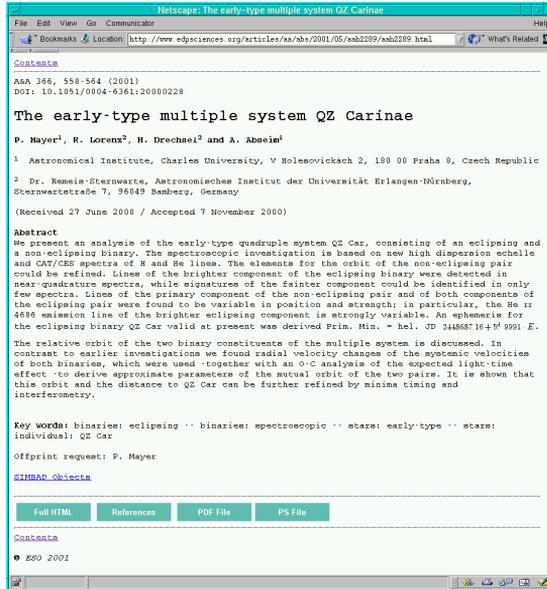 Netscape: The early-type multiple system QZ Carinae
File Edit View Go Communicator Help
Bookmarks Location: http://www.edpsciences.org/articles/aa/abs/2001/05/aah2289/aah2289.html What's Related
Contents
A&A 366, 558-564 (2001)
DOI: 10.1051/0004-6361:20000228
The early-type multiple system QZ Carinae
P. Mayer¹, R. Lorenz², H. Drechsel² and A. Abseim¹
¹ Astronomical Institute, Charles University, V Holesovickách 2, 180 00 Praha 8, Czech Republic
² Dr. Remeis-Sternwarte, Astronomisches Institut der Universität Erlangen-Nürnberg,
Sternwartstraße 7, 96049 Bamberg, Germany
(Received 27 June 2000 / Accepted 7 November 2000)
Abstract
We present an analysis of the early-type quadruple system QZ Car, consisting of an eclipsing and
a non-eclipsing binary. The spectroscopic investigation is based on new high dispersion echelle
and CAT/CES spectra of H and He lines. The elements for the orbit of the non-eclipsing pair
could be refined. Lines of the brighter component of the eclipsing binary were detected in
near-quadrature spectra, while signatures of the fainter component could be identified in only
few spectra. Lines of the primary component of the non-eclipsing pair and of both components of
the eclipsing pair were found to be variable in position and strength; in particular, the He II
4686 emission line of the brighter eclipsing component is strongly variable. An ephemeris for
the eclipsing binary QZ Car valid at present was derived Prim. Min. = hel. JD 2448687.16 + 5ᵈ 9991 · E.
The relative orbit of the two binary constituents of the multiple system is discussed. In
contrast to earlier investigations we found radial velocity changes of the systemic velocities
of both binaries, which were used -together with an O-C analysis of the expected light-time
effect -to derive approximate parameters of the mutual orbit of the two pairs. It is shown that
this orbit and the distance to QZ Car can be further refined by minima timing and
interferometry.
Key words: binaries: eclipsing -- binaries: spectroscopic -- stars: early-type -- stars:
individual: QZ Car
Offprint request: P. Mayer
SIMBAD Objects
Full HTML References PDF File PS File
Contents
© ESO 2001